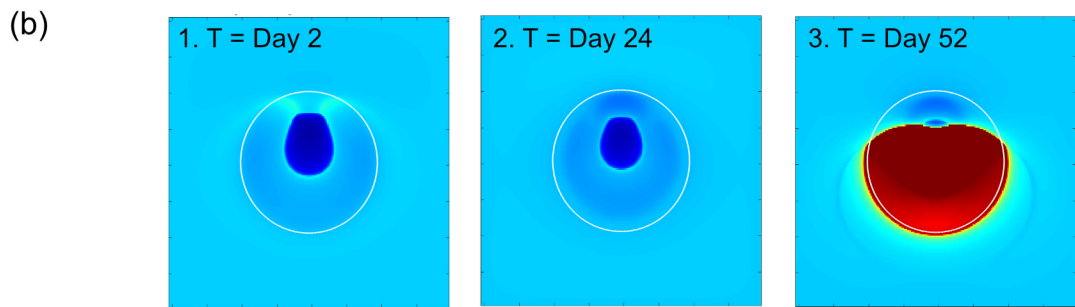 (b)
1. T = Day 2
2. T = Day 24
3. T = Day 52